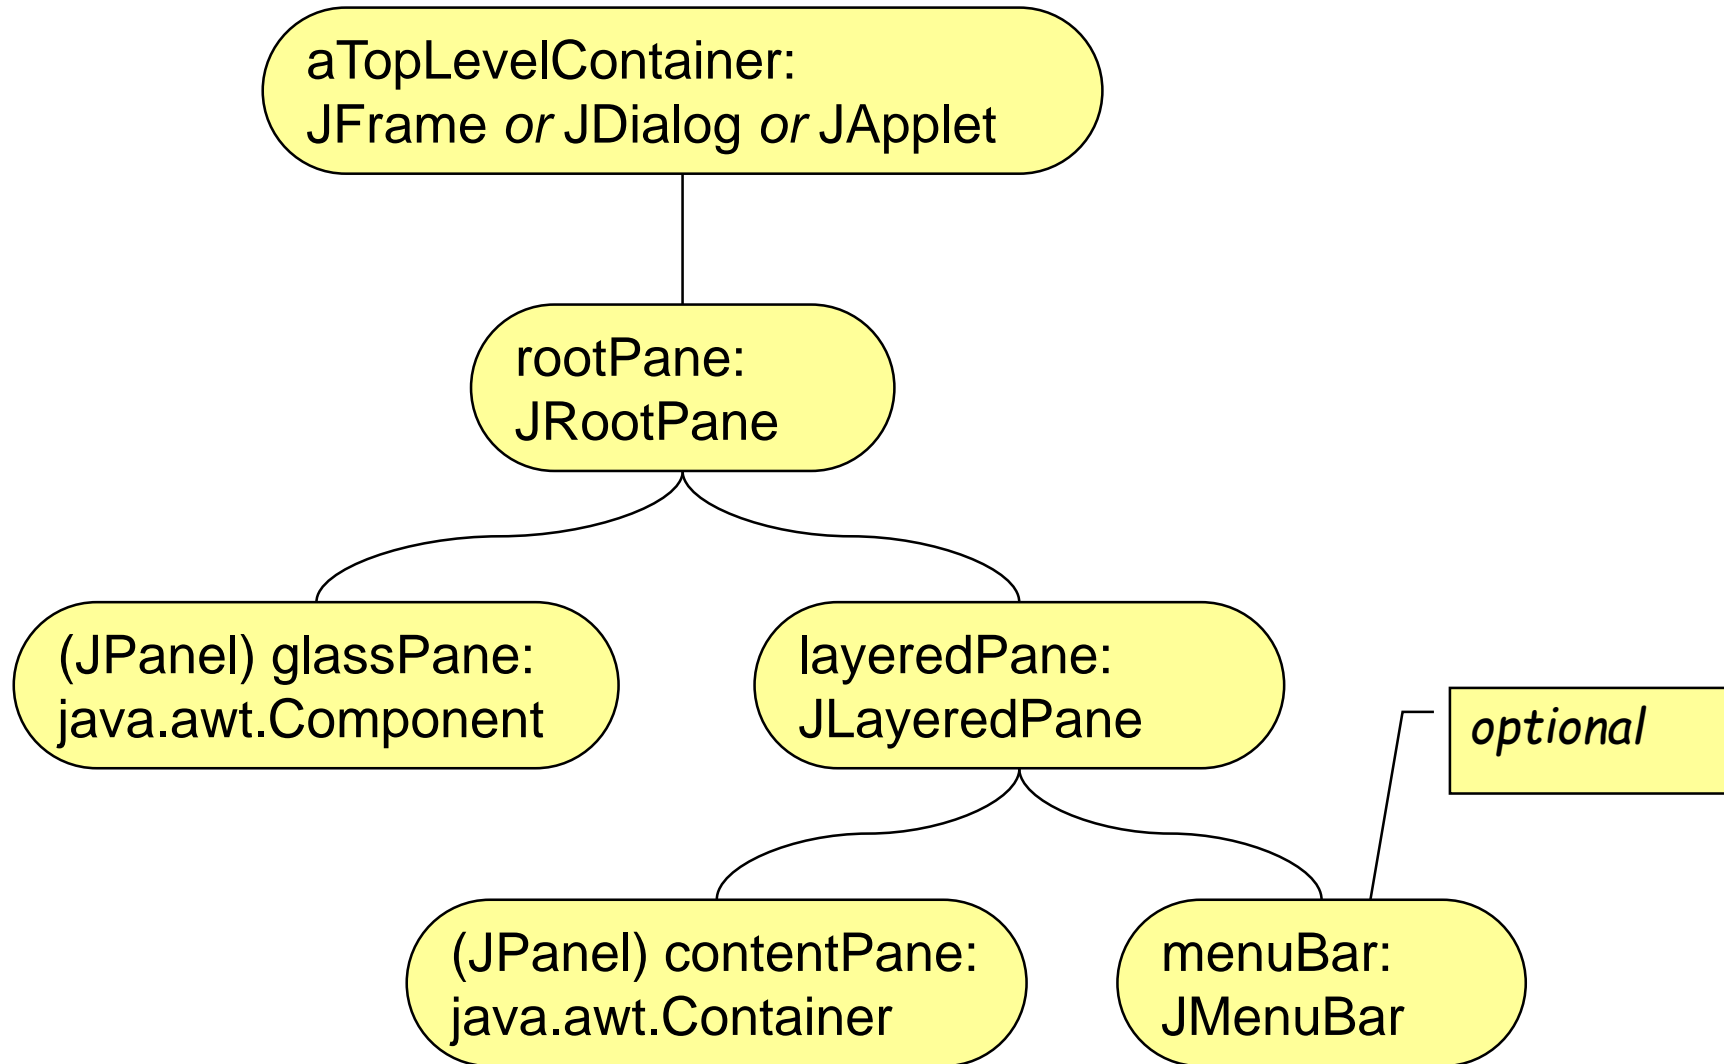 aTopLevelContainer:
JFrame or JDialog or JApplet
rootPane:
JRootPane
(JPanel) glassPane:
java.awt.Component
layeredPane:
JLayeredPane
optional
(JPanel) contentPane:
java.awt.Container
menuBar:
JMenuBar